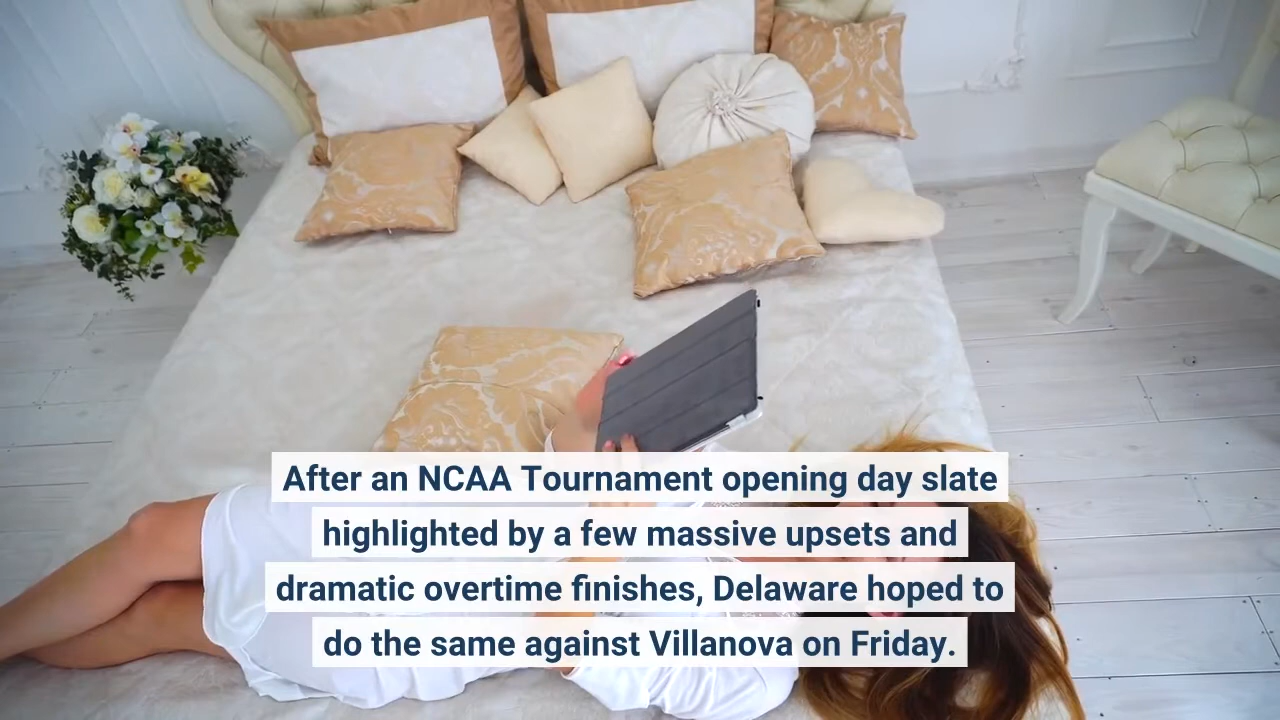 After an NCAA Tournament opening day slate
highlighted by a few massive upsets and
dramatic overtime finishes, Delaware hoped to
do the same against Villanova on Friday.